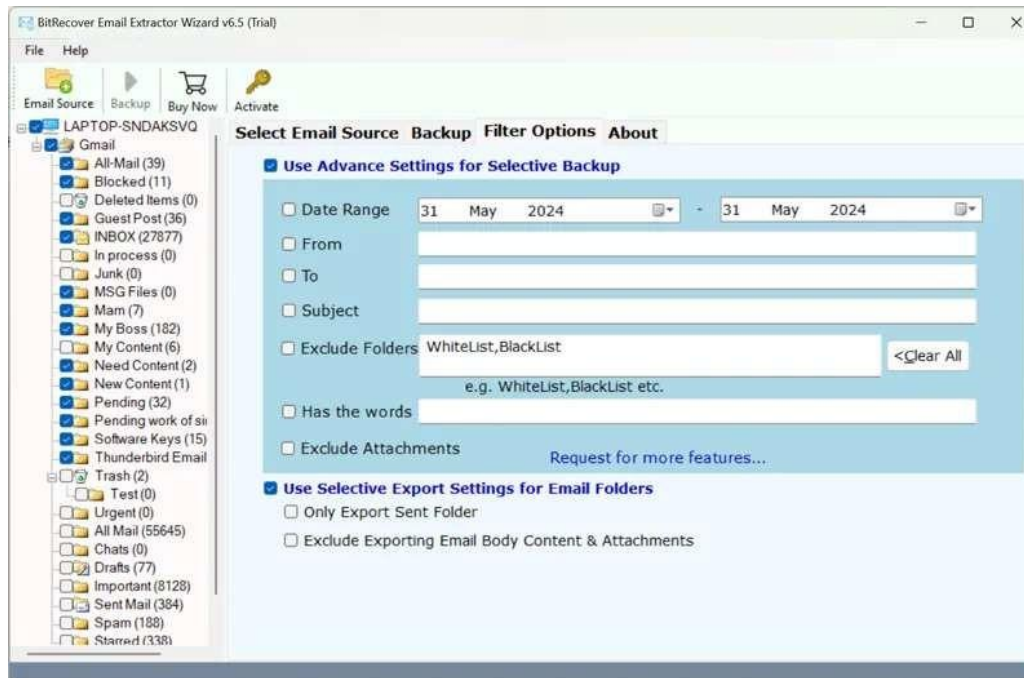 BitRecover Email Extractor Wizard v6.5 (Trial)
File Help
Email Source Backup Buy Now Activate
LAPTOP-SNDAKSVQ
Gmail
All-Mail (39)
Blocked (11)
Deleted Items (0)
Guest Post (36)
INBOX (27877)
In process (0)
Junk (0)
MSG Files (0)
Mam (7)
My Boss (182)
My Content (6)
Need Content (2)
New Content (1)
Pending (32)
Pending work of
Software Keys (15)
Thunderbird Email
Trash (2)
Test (0)
Urgent (0)
All Mail (55645)
Chats (0)
Drafts (77)
Important (8128)
Sent Mail (384)
Spam (188)
Starred (338)
Select Email Source Backup Filter Options About
Use Advance Settings for Selective Backup
Date Range 31 May 2024 - 31 May 2024
From
To
Subject
Exclude Folders WhiteList,BlackList <Clear All
e.g. WhiteList,BlackList etc.
Has the words
Exclude Attachments
Request for more features...
Use Selective Export Settings for Email Folders
Only Export Sent Folder
Exclude Exporting Email Body Content & Attachments